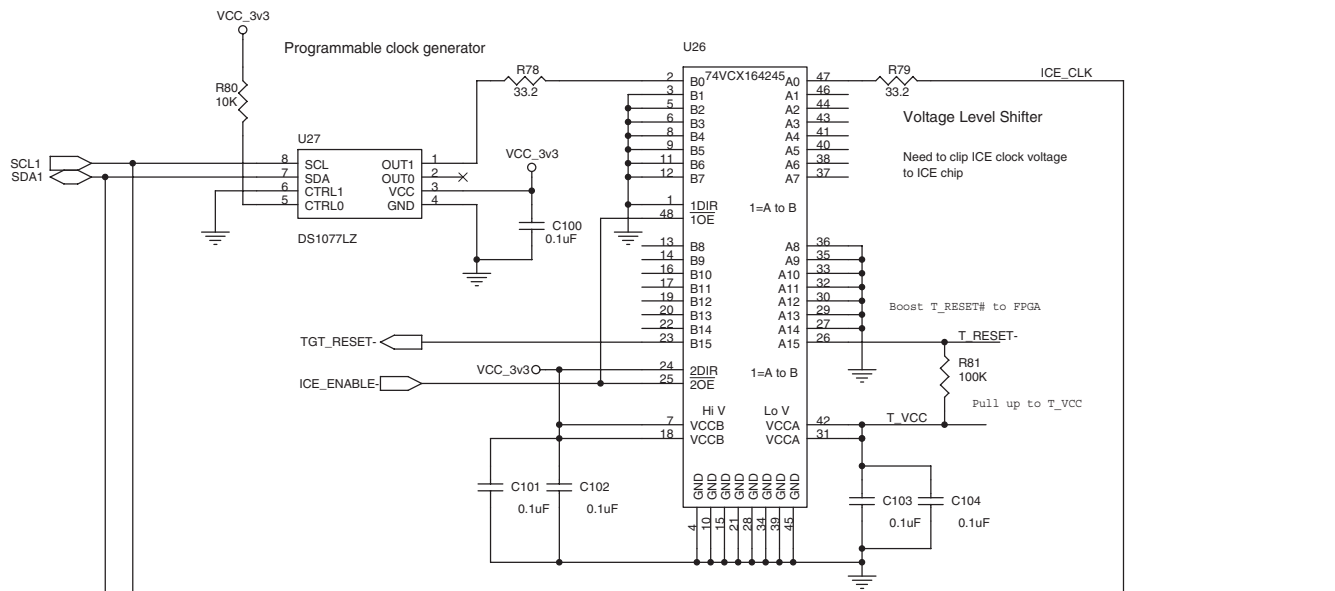 VCC_3v3
Programmable clock generator
R80
10K
R78
33.2
U27
SCL1
SDA1
8 SCL OUT1 1
7 SDA OUT0 2
6 CTRL1 VCC 3
5 CTRL0 GND 4
DS1077LZ
VCC_3v3
C100
0.1uF
U26
74VCX164245
2 B0 A0 47
3 B1 A1 46
5 B2 A2 44
6 B3 A3 43
8 B4 A4 41
9 B5 A5 40
11 B6 A6 38
12 B7 A7 37
1 1DIR 1=A to B
48 1OE
13 B8 A8 36
14 B9 A9 35
16 B10 A10 33
17 B11 A11 32
19 B12 A12 30
20 B13 A13 29
22 B14 A14 27
23 B15 A15 26
24 2DIR 1=A to B
25 2OE
Hi V Lo V
7 VCCB VCCA 42
18 VCCB VCCA 31
GND GND GND GND GND GND GND GND
4 10 15 21 28 34 39 45
R79
33.2
ICE_CLK
Voltage Level Shifter
Need to clip ICE clock voltage
to ICE chip
Boost T_RESET# to FPGA
T_RESET-
R81
100K
Pull up to T_VCC
T_VCC
TGT_RESET-
VCC_3v3
ICE_ENABLE-
C101
0.1uF
C102
0.1uF
C103
0.1uF
C104
0.1uF